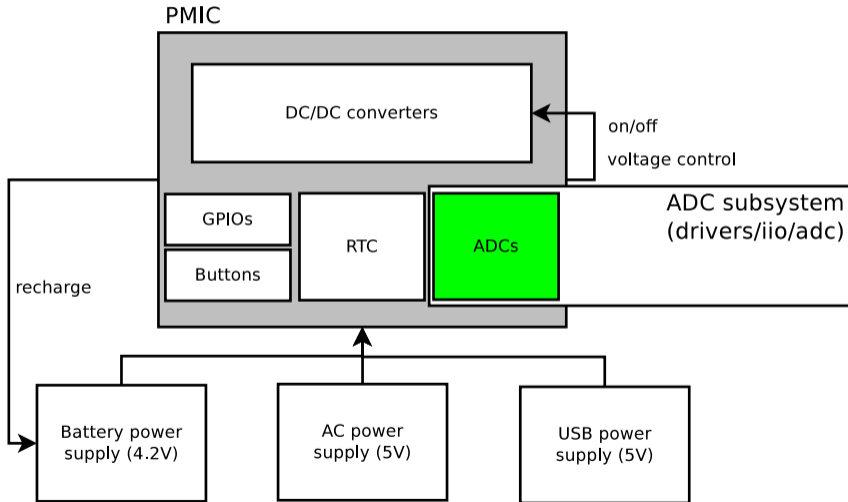 PMIC
DC/DC converters
on/off
voltage control
GPIOs
Buttons
RTC
ADCs
ADC subsystem
(drivers/iio/adc)
recharge
Battery power
supply (4.2V)
AC power
supply (5V)
USB power
supply (5V)